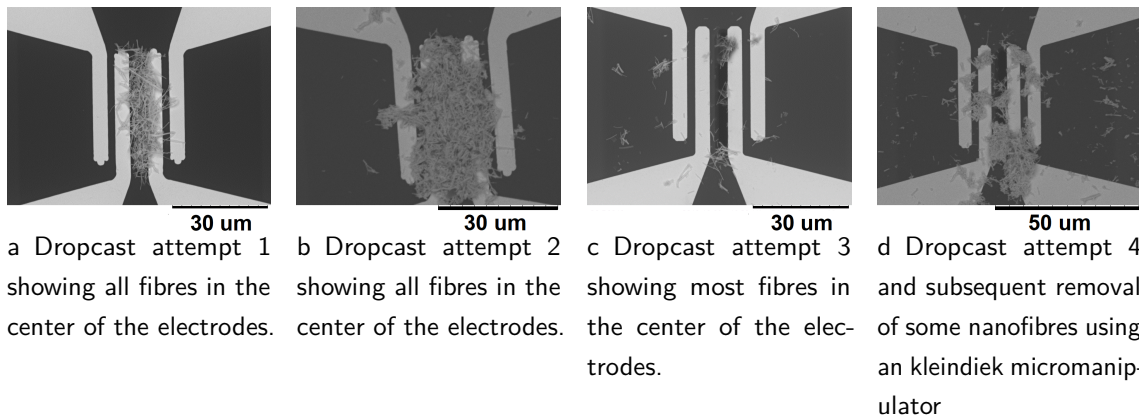 30 um
30 um
30 um
50 um
a Dropcast attempt 1
showing all fibres in the
center of the electrodes.
b Dropcast attempt 2
showing all fibres in the
center of the electrodes.
c Dropcast attempt 3
showing most fibres in
the center of the elec-
trodes.
d Dropcast attempt 4
and subsequent removal
of some nanofibres using
an kleindiek micromanip-
ulator